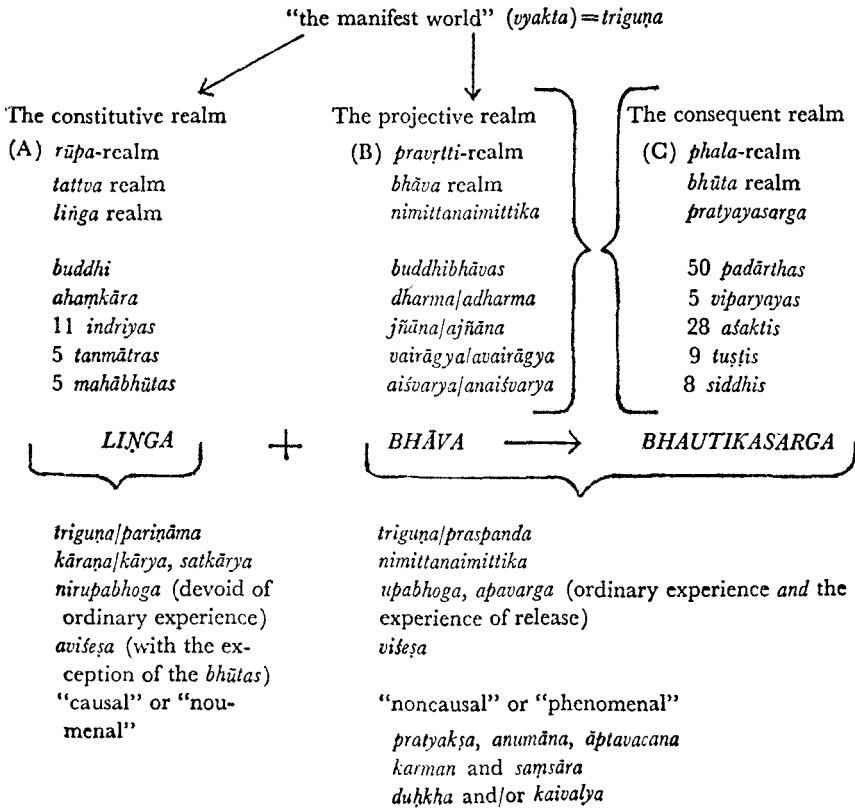 “the manifest world” (vyakta)=triguṇa
The constitutive realm
(A) rūpa-realm
tattva realm
liṅga realm
buddhi
ahaṃkāra
11 indriyas
5 tanmātras
5 mahābhūtas
The projective realm
(B) pravṛtti-realm
bhāva realm
nimittanaimittika
buddhibhāvas
dharma/adharma
jñāna/ajñāna
vairāgya/avairāgya
aiśvarya/anaiśvarya
The consequent realm
(C) phala-realm
bhūta realm
pratyayasarga
50 padārthas
5 viparyayas
28 aśaktis
9 tuṣṭis
8 siddhis
LIṆGA + BHĀVA → BHAUTIKASARGA
triguṇa/pariṇāma
kāraṇa/kārya, satkārya
nirupabhoga (devoid of
ordinary experience)
aviśeṣa (with the ex-
ception of the bhūtas)
“causal” or “nou-
menal”
triguṇa/praspanda
nimittanaimittika
upabhoga, apavarga (ordinary experience and the
experience of release)
viśeṣa
“noncausal” or “phenomenal”
pratyakṣa, anumāna, āptavacana
karman and saṃsāra
duḥkha and/or kaivalya